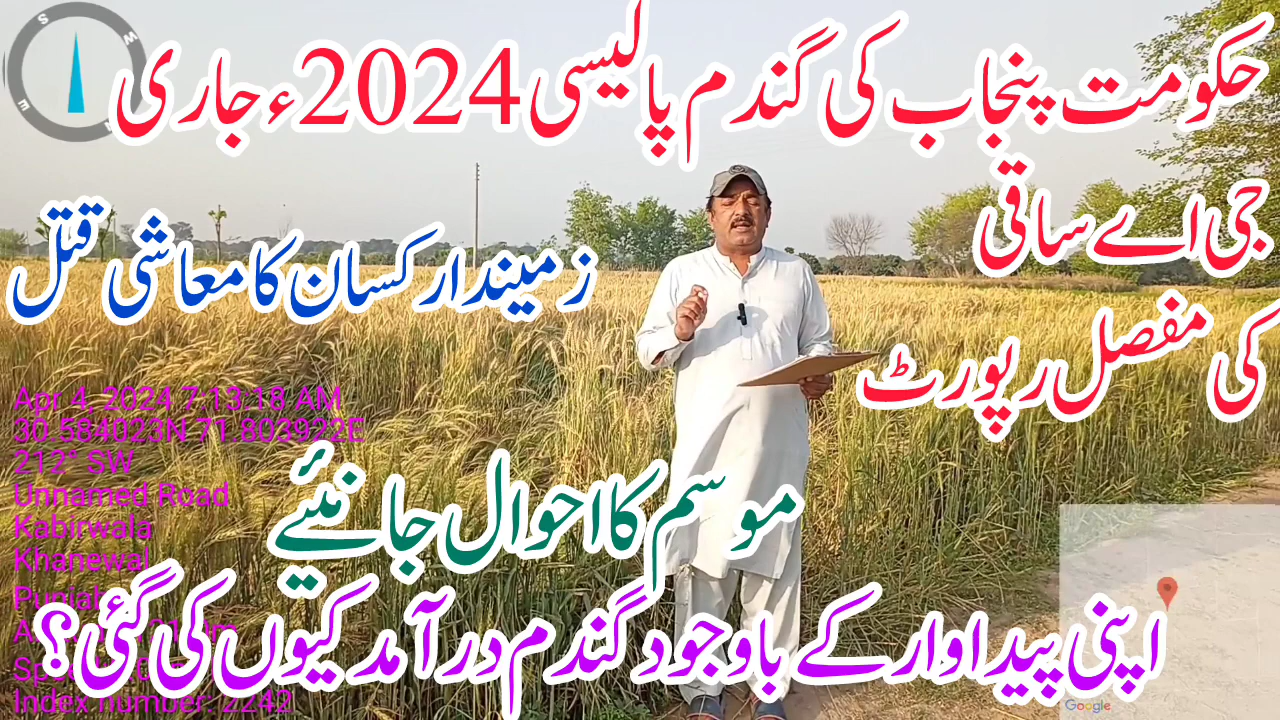 حکومت پنجاب کی گندم پالیسی 2024ء جاری
جی اے ساقی
زمیندار کسان کا معاشی قتل
کی مفصل رپورٹ
Apr 4, 2024 7:13:18 AM
30.584023N 71.803922E
212° SW
Unnamed Road
Kabirwala
Khanewal
موسم کا احوال جانئیے
Punjab
اپنی پیداوار کے باوجود گندم درآمد کیوں کی گئی؟
Index number: 2242
Google
S
W
E